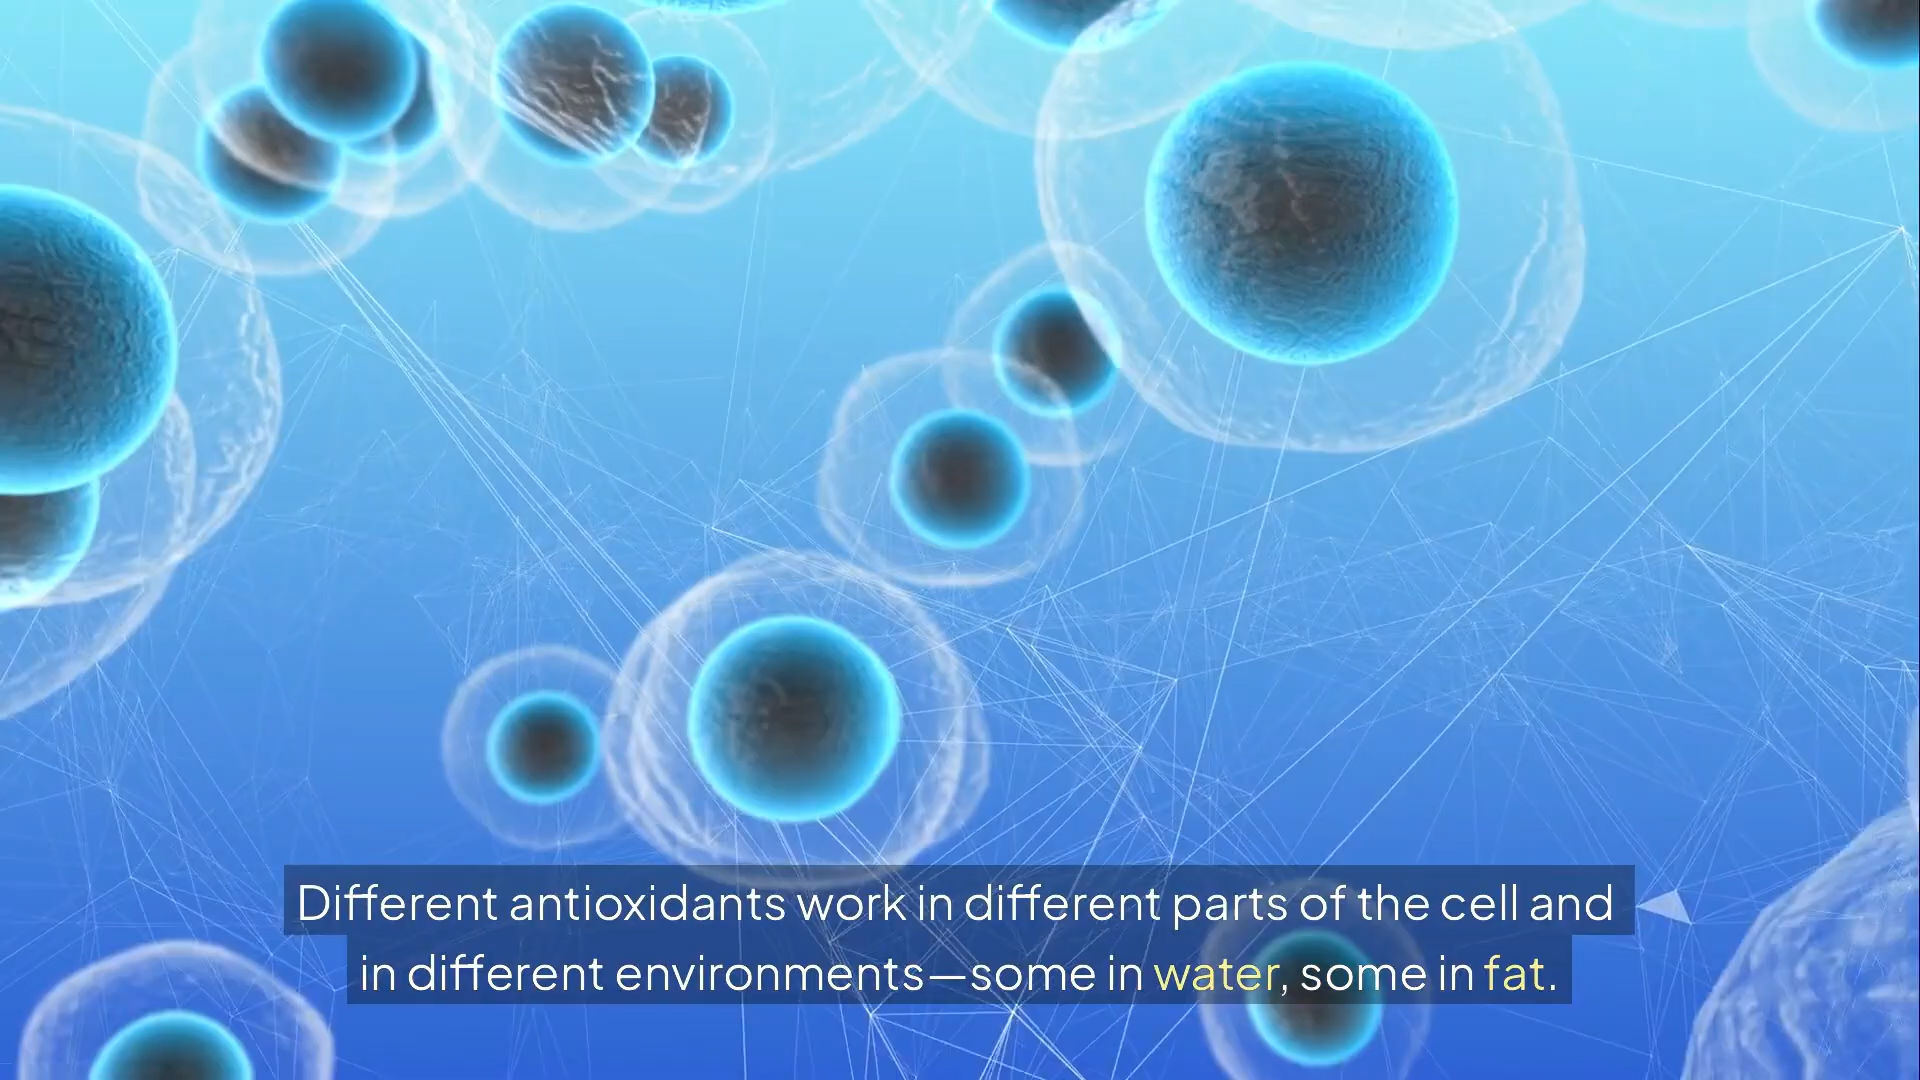 Different antioxidants work in different parts of the cell and
in different environments—some in water, some in fat.